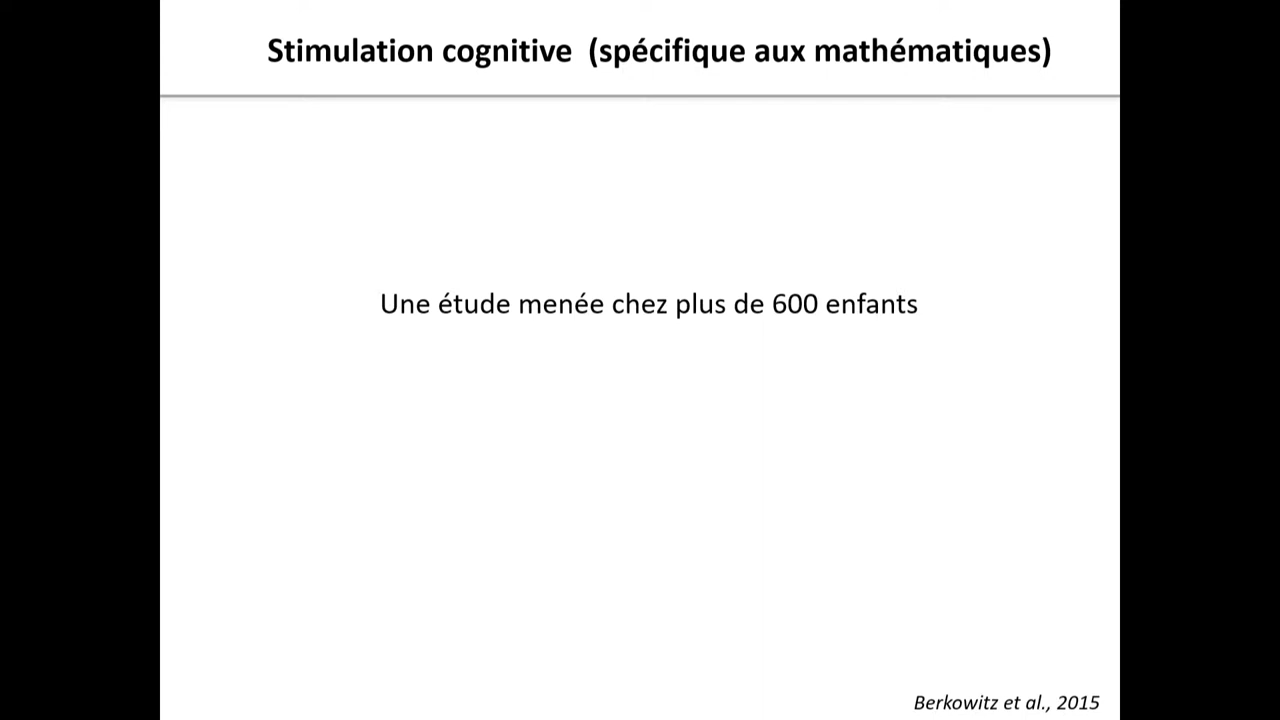 Stimulation cognitive (spécifique aux mathématiques)
Une étude menée chez plus de 600 enfants
Berkowitz et al., 2015